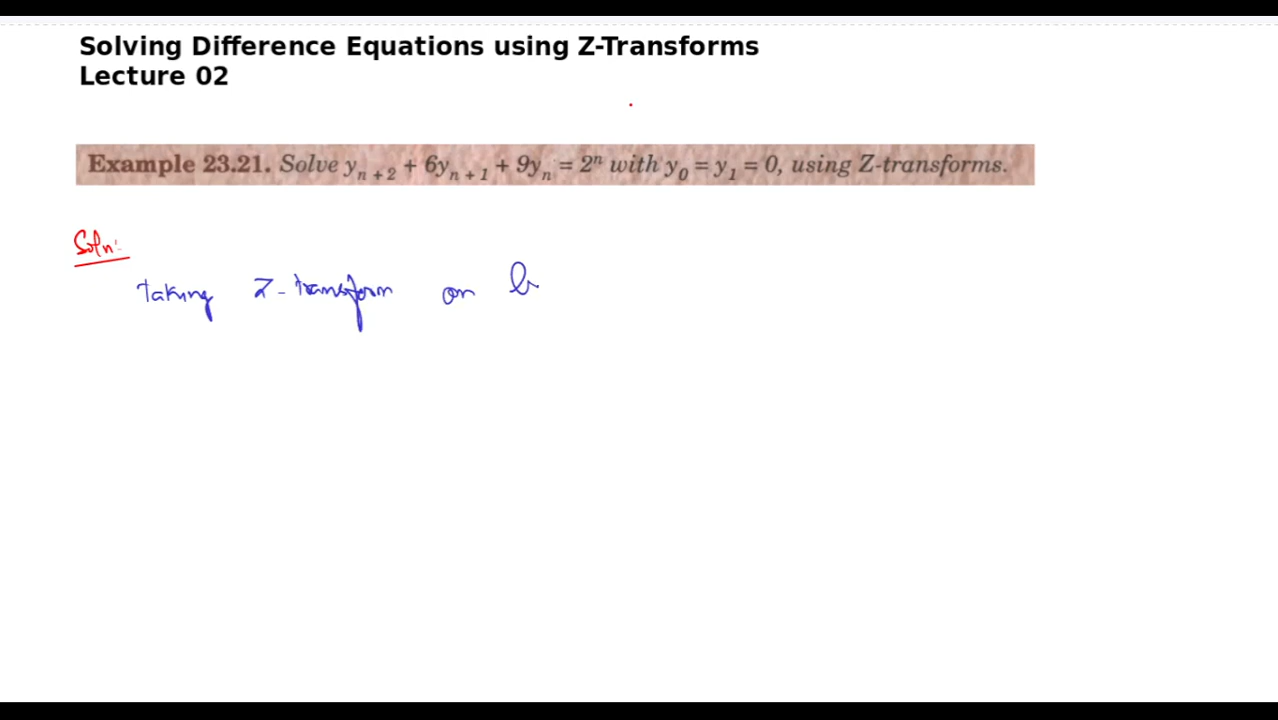 Solving Difference Equations using Z-Transforms
Lecture 02
Example 23.21. Solve yₙ₊₂ + 6yₙ₊₁ + 9yₙ = 2ⁿ with y₀ = y₁ = 0, using Z-transforms.
Soln:
Taking Z-transform on